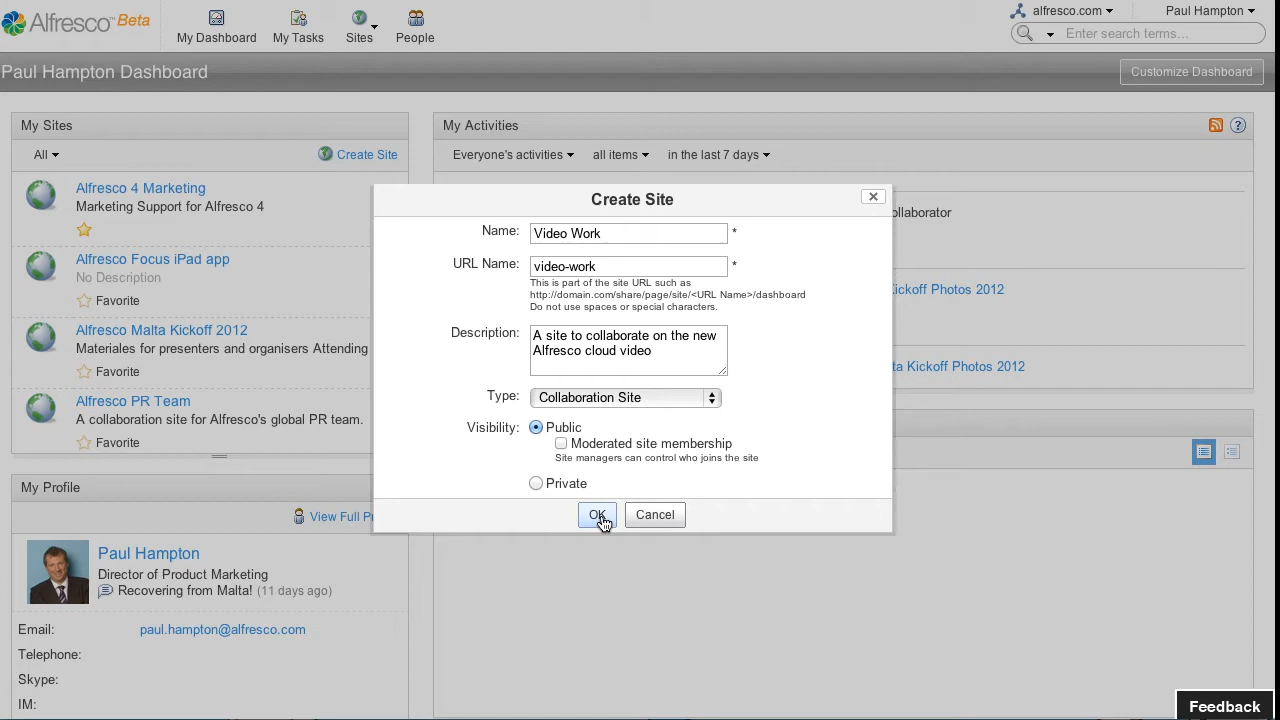 Alfresco Beta
My Dashboard
My Tasks
Sites
People
alfresco.com
Paul Hampton
Enter search terms...
Paul Hampton Dashboard
Customize Dashboard
My Sites
All
Create Site
Alfresco 4 Marketing
Marketing Support for Alfresco 4
Alfresco Focus iPad app
No Description
Favorite
Alfresco Malta Kickoff 2012
Materiales for presenters and organisers Attending
Favorite
Alfresco PR Team
A collaboration site for Alfresco's global PR team.
Favorite
My Profile
View Full P
Paul Hampton
Director of Product Marketing
Recovering from Malta! (11 days ago)
Email: paul.hampton@alfresco.com
Telephone:
Skype:
IM:
My Activities
Everyone's activities
all items
in the last 7 days
ollaborator
Kickoff Photos 2012
ta Kickoff Photos 2012
Create Site
Name: Video Work *
URL Name: video-work *
This is part of the site URL such as
http://domain.com/share/page/site/<URL Name>/dashboard
Do not use spaces or special characters.
Description: A site to collaborate on the new
Alfresco cloud video
Type: Collaboration Site
Visibility: Public
Moderated site membership
Site managers can control who joins the site
Private
OK
Cancel
Feedback